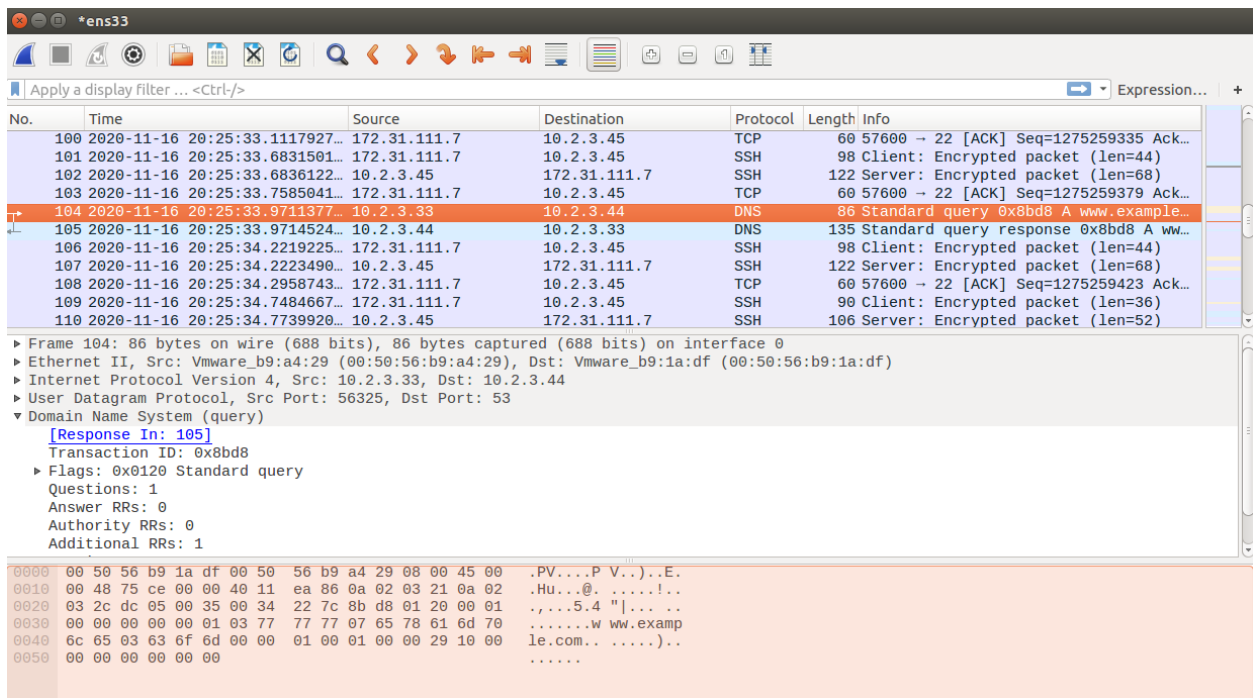 *ens33
Apply a display filter … <Ctrl-/>
Expression… +
No. Time Source Destination Protocol Length Info
100 2020-11-16 20:25:33.1117927… 172.31.111.7 10.2.3.45 TCP 60 57600 → 22 [ACK] Seq=1275259335 Ack…
101 2020-11-16 20:25:33.6831501… 172.31.111.7 10.2.3.45 SSH 98 Client: Encrypted packet (len=44)
102 2020-11-16 20:25:33.6836122… 10.2.3.45 172.31.111.7 SSH 122 Server: Encrypted packet (len=68)
103 2020-11-16 20:25:33.7585041… 172.31.111.7 10.2.3.45 TCP 60 57600 → 22 [ACK] Seq=1275259379 Ack…
104 2020-11-16 20:25:33.9711377… 10.2.3.33 10.2.3.44 DNS 86 Standard query 0x8bd8 A www.example…
105 2020-11-16 20:25:33.9714524… 10.2.3.44 10.2.3.33 DNS 135 Standard query response 0x8bd8 A ww…
106 2020-11-16 20:25:34.2219225… 172.31.111.7 10.2.3.45 SSH 98 Client: Encrypted packet (len=44)
107 2020-11-16 20:25:34.2223490… 10.2.3.45 172.31.111.7 SSH 122 Server: Encrypted packet (len=68)
108 2020-11-16 20:25:34.2958743… 172.31.111.7 10.2.3.45 TCP 60 57600 → 22 [ACK] Seq=1275259423 Ack…
109 2020-11-16 20:25:34.7484667… 172.31.111.7 10.2.3.45 SSH 90 Client: Encrypted packet (len=36)
110 2020-11-16 20:25:34.7739920… 10.2.3.45 172.31.111.7 SSH 106 Server: Encrypted packet (len=52)
Frame 104: 86 bytes on wire (688 bits), 86 bytes captured (688 bits) on interface 0
Ethernet II, Src: Vmware_b9:a4:29 (00:50:56:b9:a4:29), Dst: Vmware_b9:1a:df (00:50:56:b9:1a:df)
Internet Protocol Version 4, Src: 10.2.3.33, Dst: 10.2.3.44
User Datagram Protocol, Src Port: 56325, Dst Port: 53
Domain Name System (query)
[Response In: 105]
Transaction ID: 0x8bd8
Flags: 0x0120 Standard query
Questions: 1
Answer RRs: 0
Authority RRs: 0
Additional RRs: 1
0000 00 50 56 b9 1a df 00 50 56 b9 a4 29 08 00 45 00 .PV....P V..)..E.
0010 00 48 75 ce 00 00 40 11 ea 86 0a 02 03 21 0a 02 .Hu...@. .....!..
0020 03 2c dc 05 00 35 00 34 22 7c 8b d8 01 20 00 01 .,...5.4 "|... ..
0030 00 00 00 00 00 01 03 77 77 77 07 65 78 61 6d 70 .......w ww.examp
0040 6c 65 03 63 6f 6d 00 00 01 00 01 00 00 29 10 00 le.com.. .....)..
0050 00 00 00 00 00 00 ......